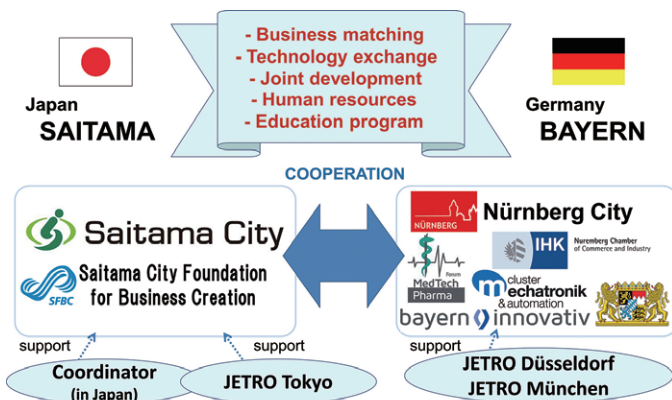 - Business matching
- Technology exchange
- Joint development
- Human resources
- Education program
Japan
SAITAMA
Germany
BAYERN
COOPERATION
Saitama City
SFBC
Saitama City Foundation
for Business Creation
NÜRNBERG
Nürnberg City
IHK
Nuremberg Chamber
of Commerce and Industry
Forum
MedTech
Pharma
cluster
mechatronik
& automation
bayern innovativ
support
support
support
Coordinator
(in Japan)
JETRO Tokyo
JETRO Düsseldorf
JETRO München